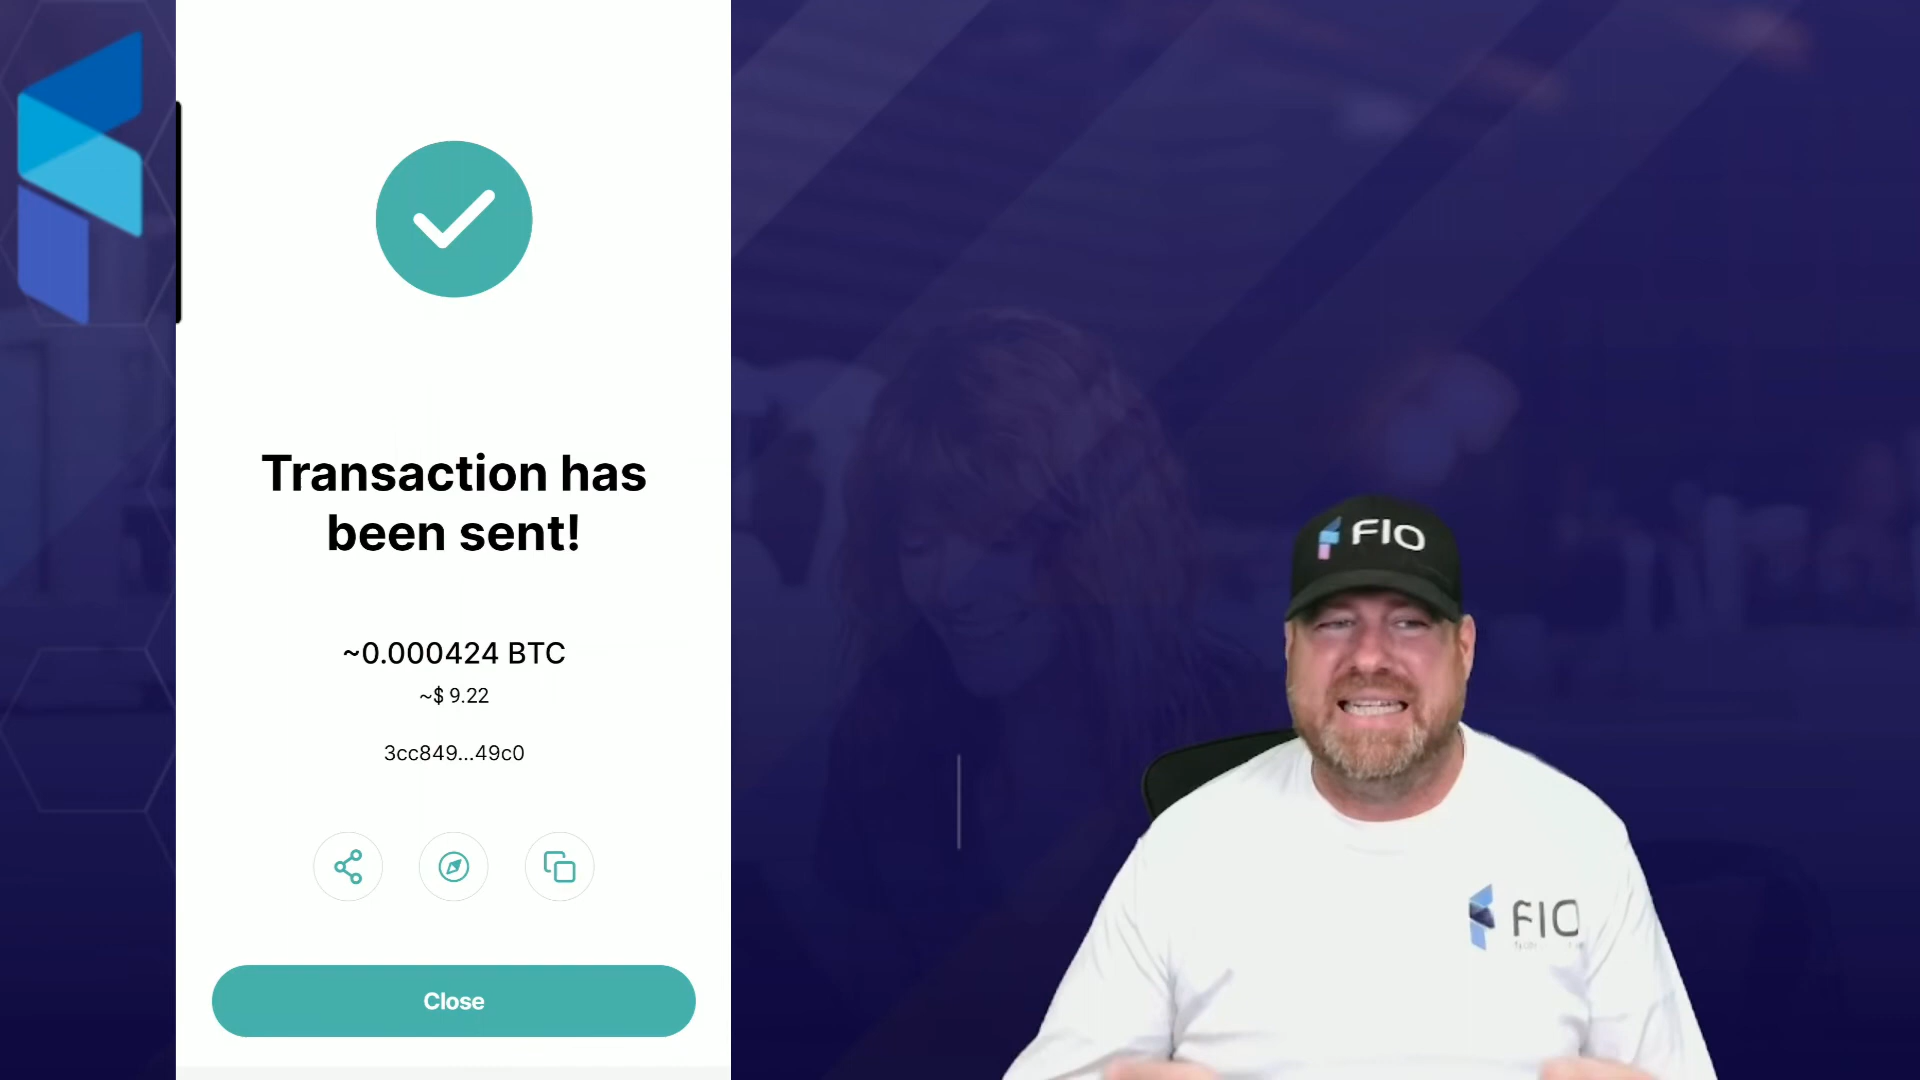 Transaction has
been sent!
~0.000424 BTC
~$ 9.22
3cc849...49c0
Close
FIO
FIO